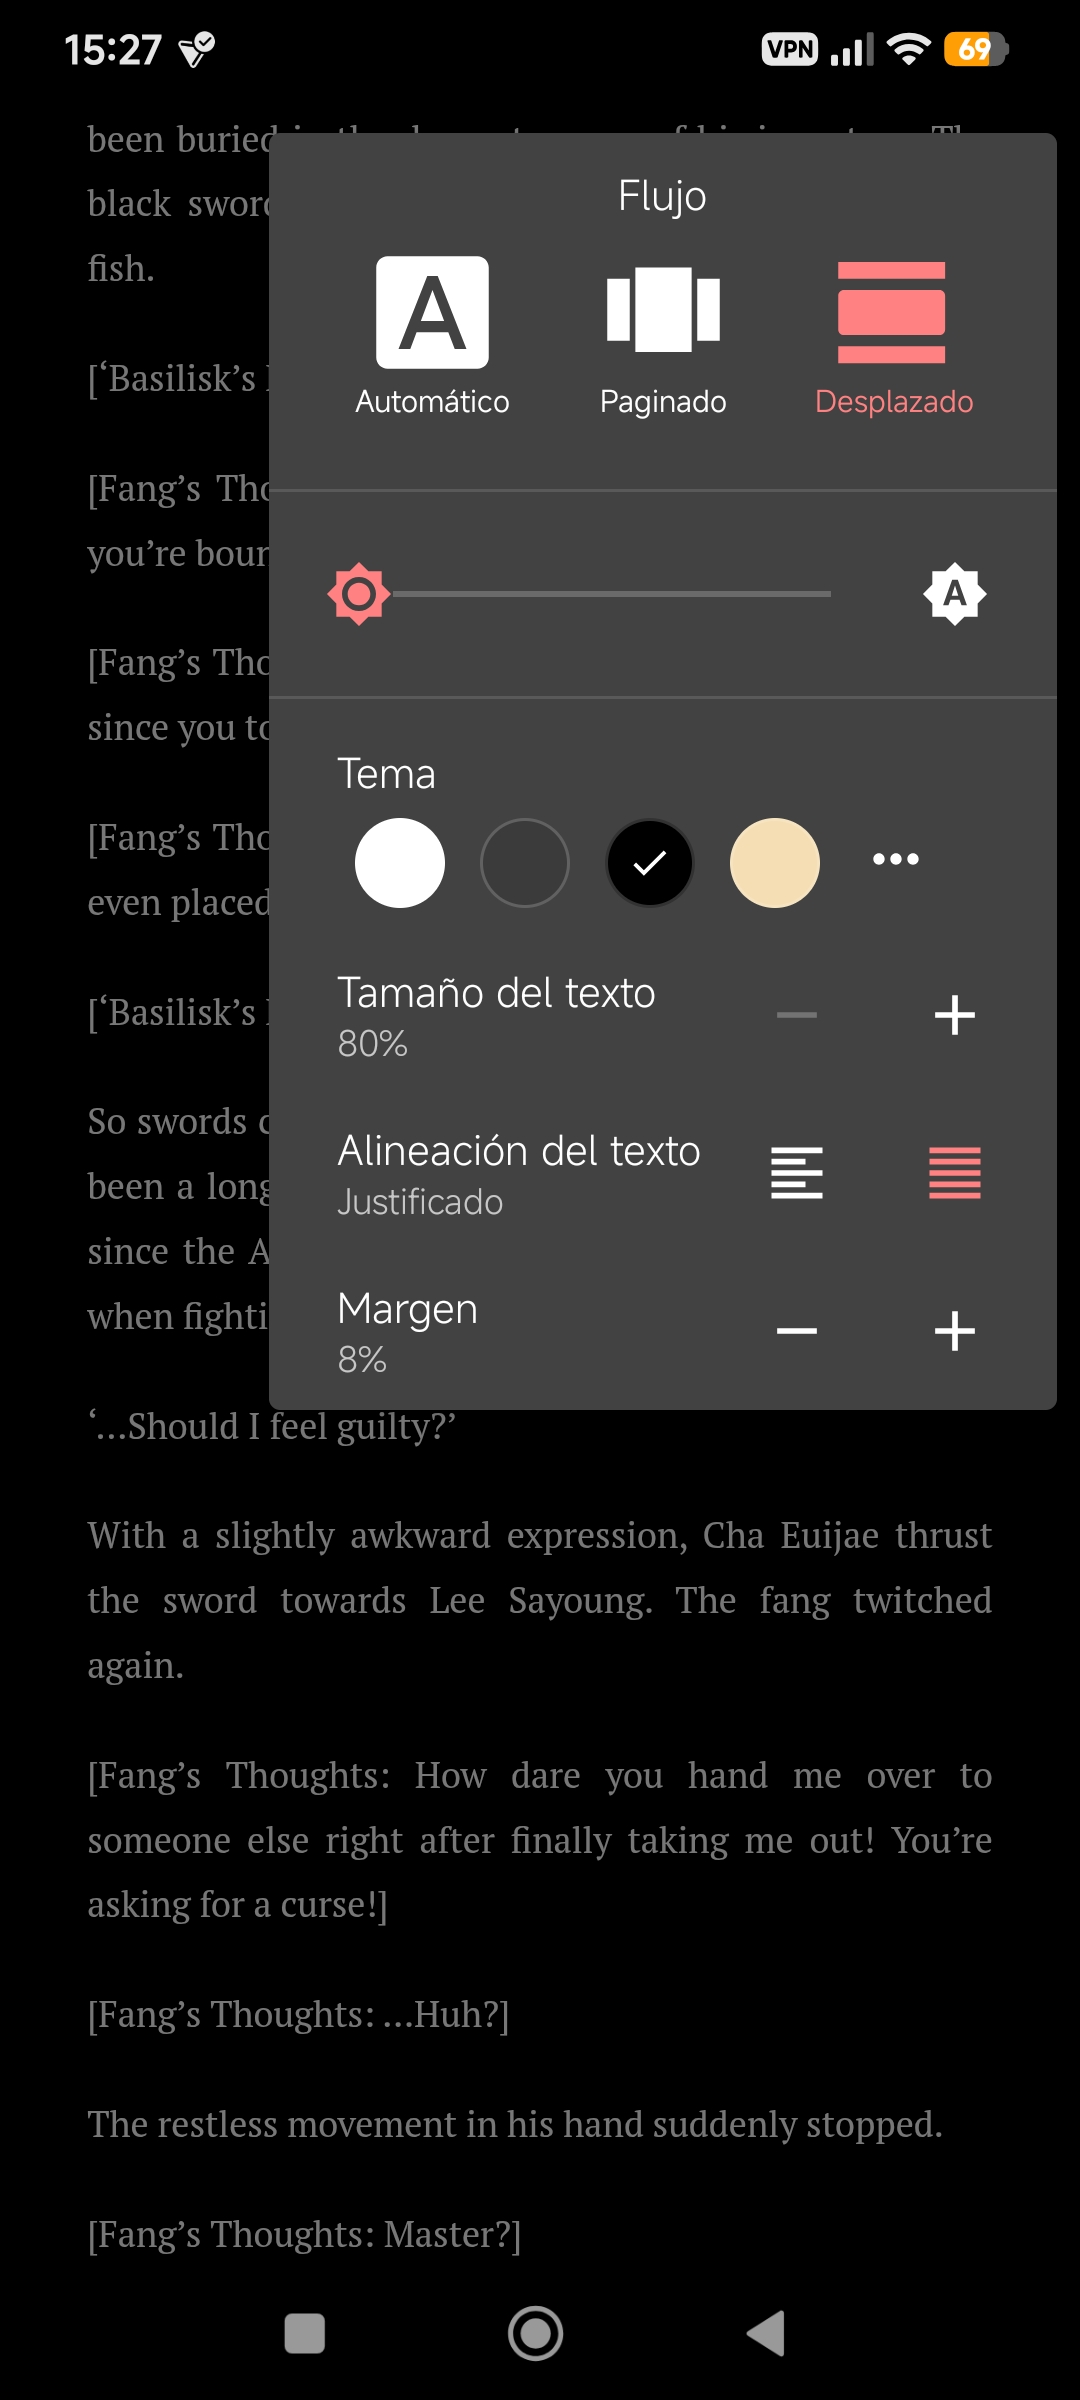 15:27
VPN
69
been buried
black sword
fish.
Flujo
A
Automático
Paginado
Desplazado
[‘Basilisk’s
[Fang’s Tho
you’re boun
A
[Fang’s Tho
since you to
Tema
[Fang’s Tho
even placed
Tamaño del texto
80%
[‘Basilisk’s
So swords
been a long
since the A
when fighti
Alineación del texto
Justificado
Margen
8%
‘...Should I feel guilty?’
With a slightly awkward expression, Cha Euijae thrust
the sword towards Lee Sayoung. The fang twitched
again.
[Fang’s Thoughts: How dare you hand me over to
someone else right after finally taking me out! You’re
asking for a curse!]
[Fang’s Thoughts: ...Huh?]
The restless movement in his hand suddenly stopped.
[Fang’s Thoughts: Master?]